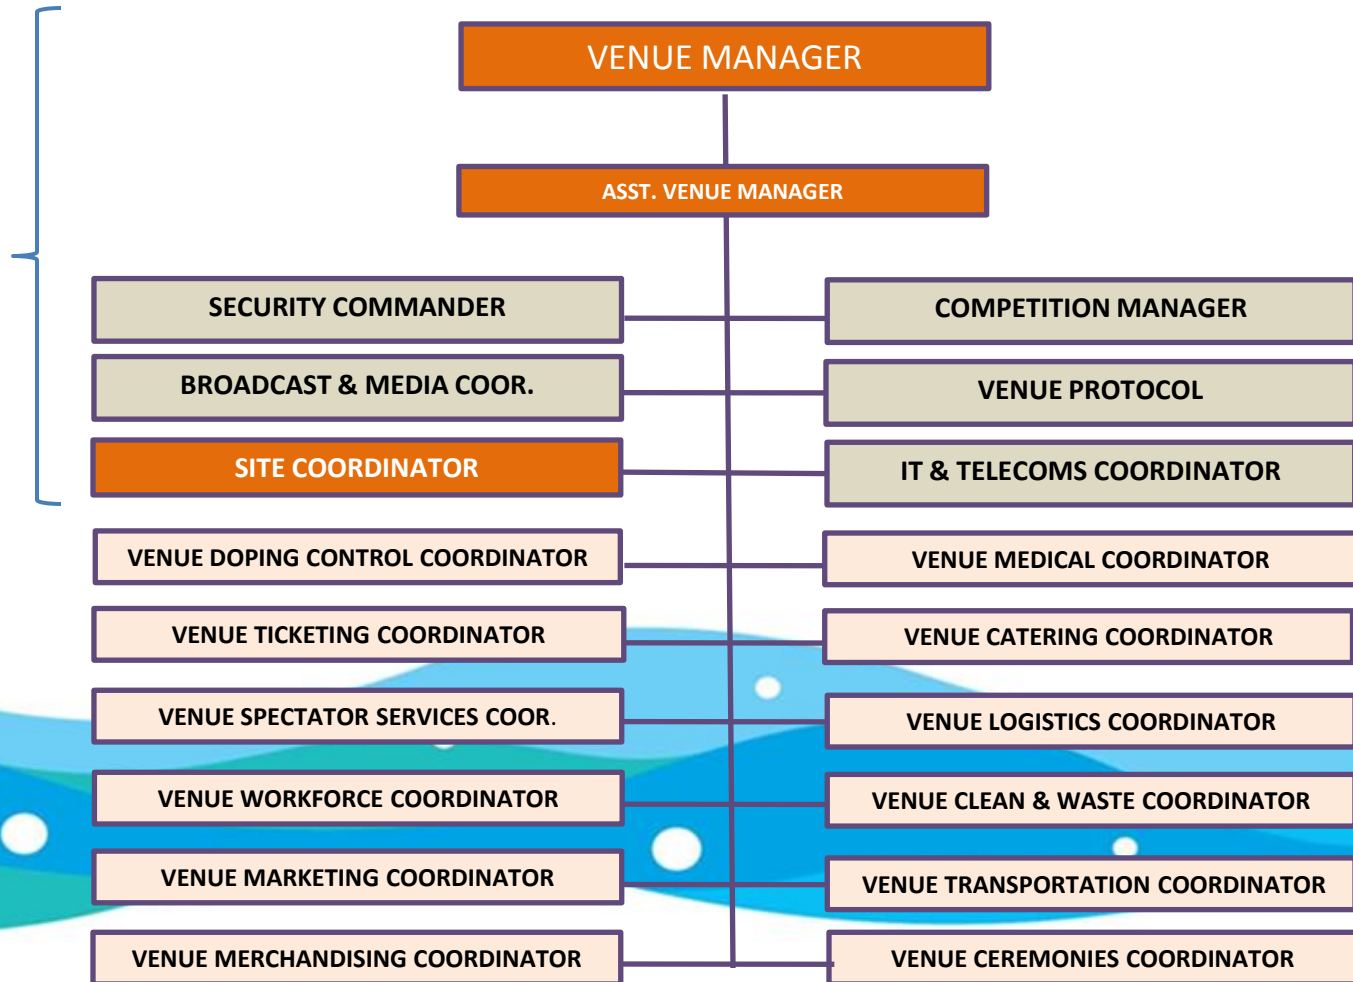 VENUE MANAGER
ASST. VENUE MANAGER
SECURITY COMMANDER
COMPETITION MANAGER
BROADCAST & MEDIA COOR.
VENUE PROTOCOL
SITE COORDINATOR
IT & TELECOMS COORDINATOR
VENUE DOPING CONTROL COORDINATOR
VENUE MEDICAL COORDINATOR
VENUE TICKETING COORDINATOR
VENUE CATERING COORDINATOR
VENUE SPECTATOR SERVICES COOR.
VENUE LOGISTICS COORDINATOR
VENUE WORKFORCE COORDINATOR
VENUE CLEAN & WASTE COORDINATOR
VENUE MARKETING COORDINATOR
VENUE TRANSPORTATION COORDINATOR
VENUE MERCHANDISING COORDINATOR
VENUE CEREMONIES COORDINATOR